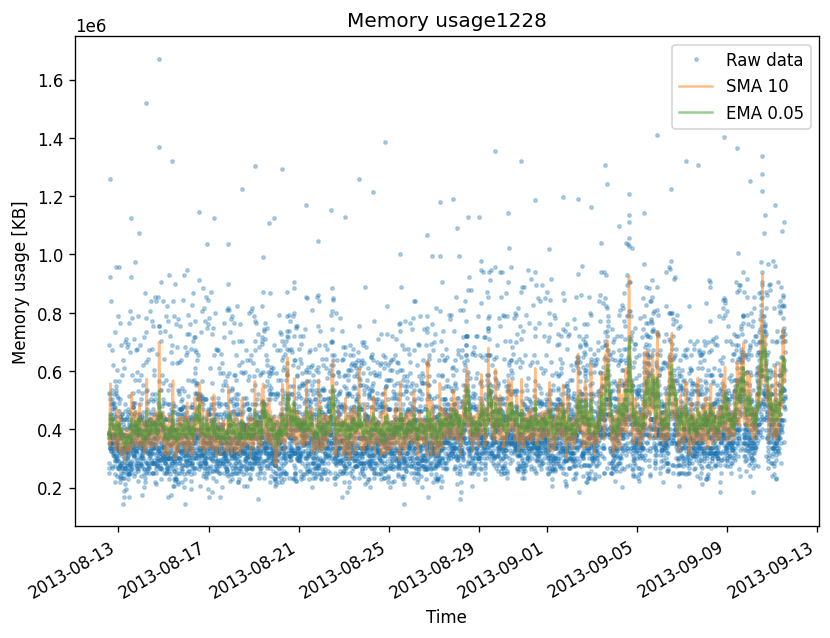 Memory usage1228
1e6
Raw data
SMA 10
EMA 0.05
Memory usage [KB]
1.6
1.4
1.2
1.0
0.8
0.6
0.4
0.2
2013-08-13
2013-08-17
2013-08-21
2013-08-25
2013-08-29
2013-09-01
2013-09-05
2013-09-09
2013-09-13
Time